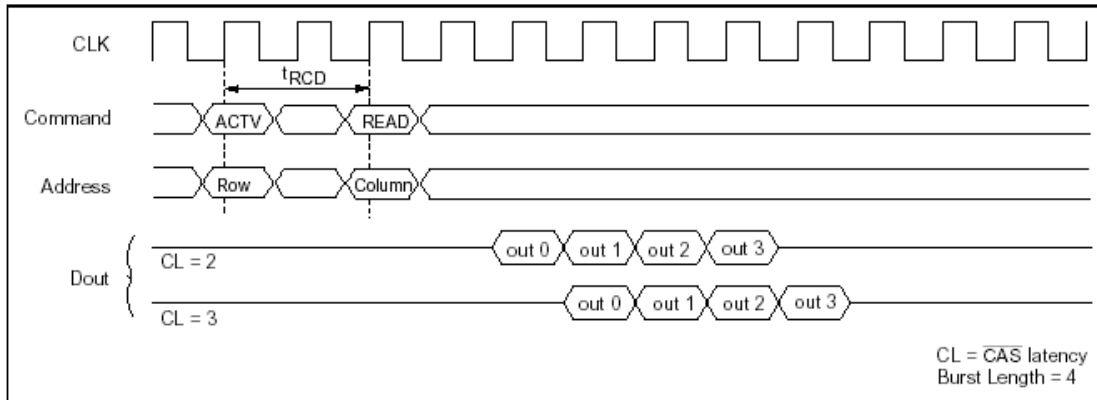 CLK
tRCD
Command ACTV READ
Address Row Column
out 0 out 1 out 2 out 3
CL = 2
Dout
out 0 out 1 out 2 out 3
CL = 3
CL = C̅A̅S̅ latency
Burst Length = 4